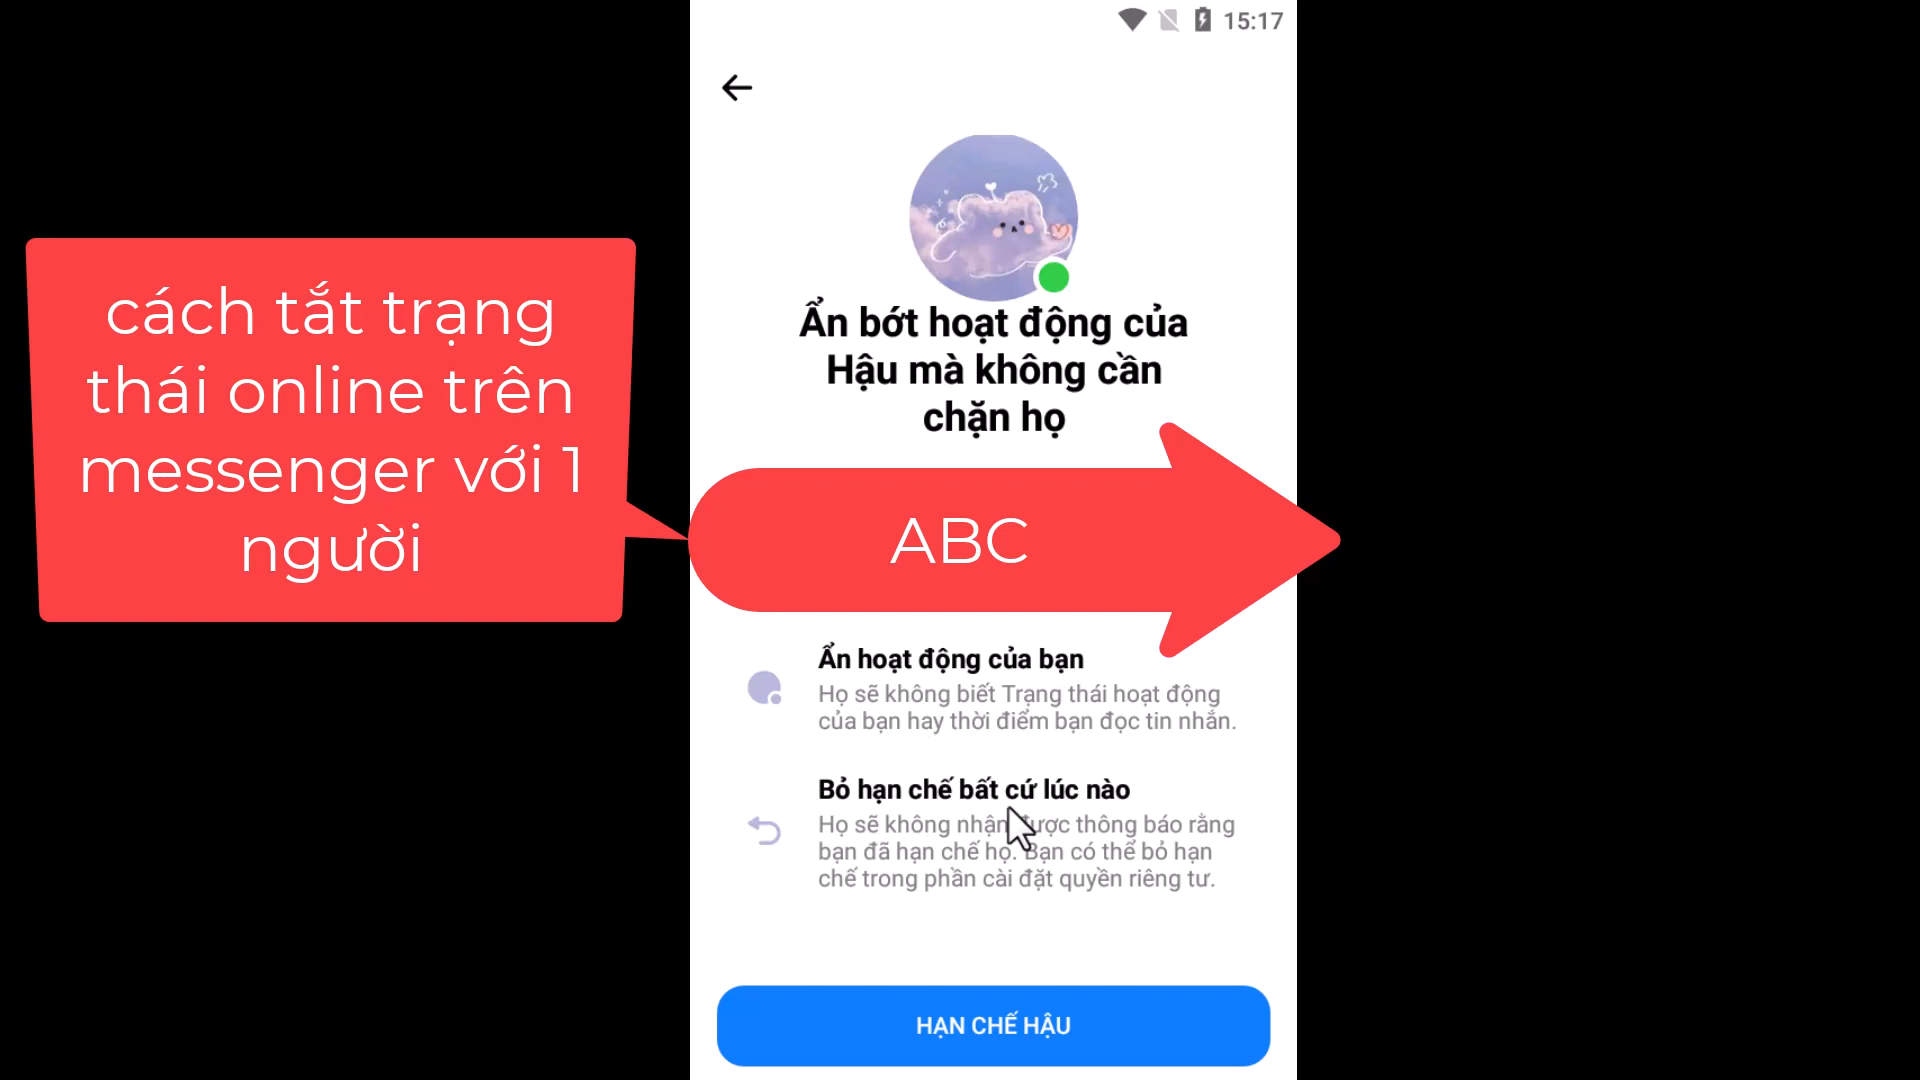 15:17
cách tắt trạng
thái online trên
messenger với 1
người
Ẩn bớt hoạt động của
Hậu mà không cần
chặn họ
ABC
Ẩn hoạt động của bạn
Họ sẽ không biết Trạng thái hoạt động
của bạn hay thời điểm bạn đọc tin nhắn.
Bỏ hạn chế bất cứ lúc nào
Họ sẽ không nhận được thông báo rằng
bạn đã hạn chế họ. Bạn có thể bỏ hạn
chế trong phần cài đặt quyền riêng tư.
HẠN CHẾ HẬU